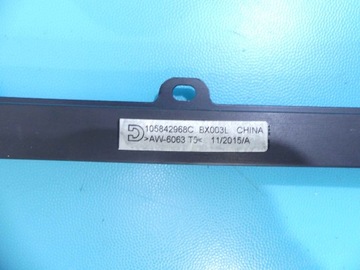 105842968C BX003L CHINA
>AW-6063 T5< 11/2015/A